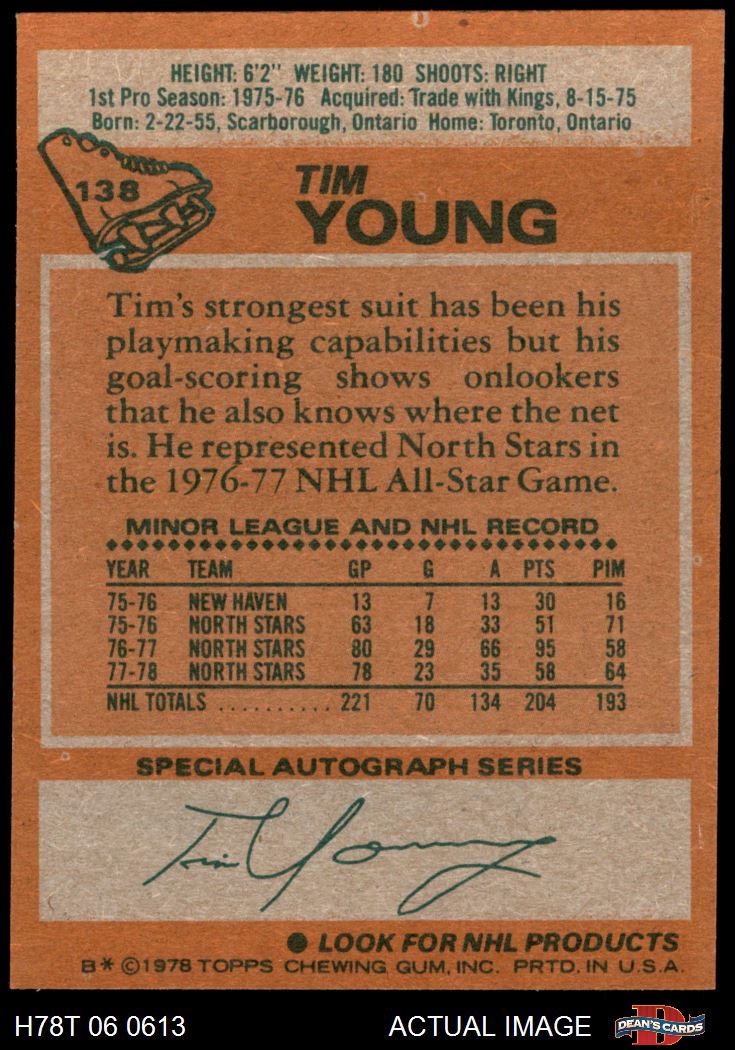 HEIGHT: 6'2" WEIGHT: 180 SHOOTS: RIGHT
1st Pro Season: 1975-76 Acquired: Trade with Kings, 8-15-75
Born: 2-22-55, Scarborough, Ontario Home: Toronto, Ontario
138
TIM
YOUNG
Tim's strongest suit has been his
playmaking capabilities but his
goal-scoring shows onlookers
that he also knows where the net
is. He represented North Stars in
the 1976-77 NHL All-Star Game.
MINOR LEAGUE AND NHL RECORD
YEAR TEAM GP G A PTS PIM
75-76 NEW HAVEN 13 7 13 30 16
75-76 NORTH STARS 63 18 33 51 71
76-77 NORTH STARS 80 29 66 95 58
77-78 NORTH STARS 78 23 35 58 64
NHL TOTALS .......... 221 70 134 204 193
SPECIAL AUTOGRAPH SERIES
Tim Young
● LOOK FOR NHL PRODUCTS
B* ©1978 TOPPS CHEWING GUM, INC. PRTD. IN U.S.A.
H78T 06 0613 ACTUAL IMAGE D DEAN'S CARDS